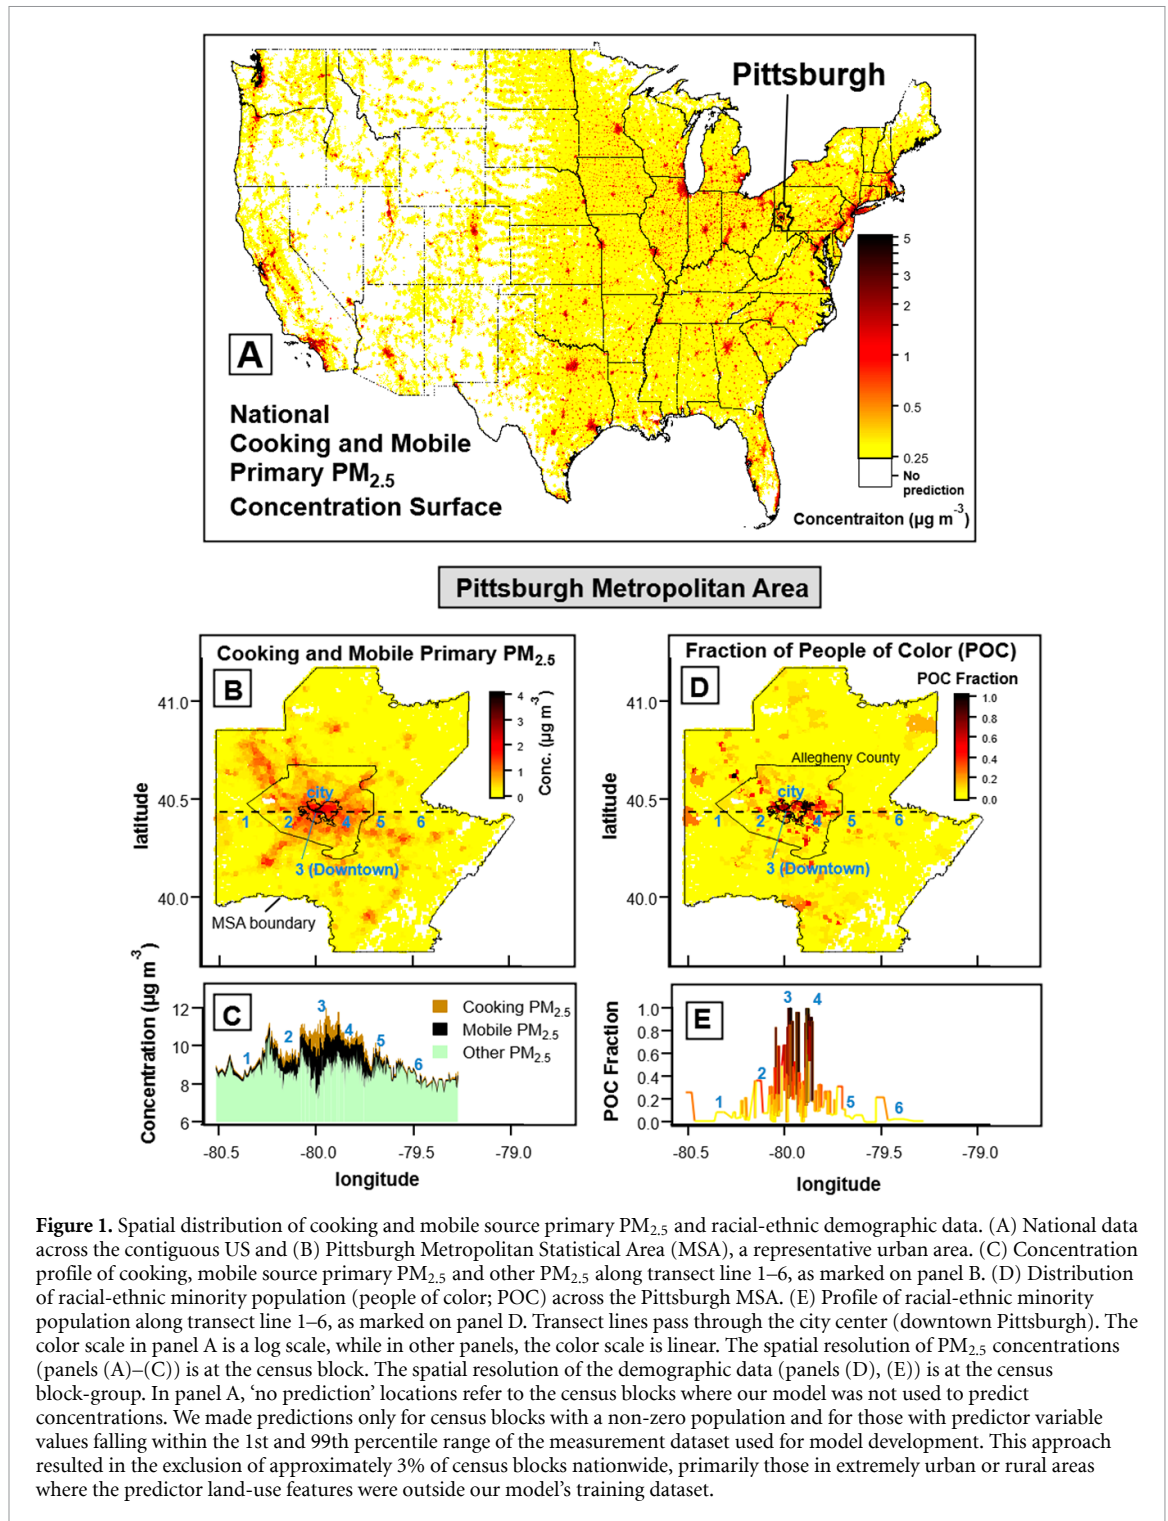 Pittsburgh
A
National
Cooking and Mobile
Primary PM2.5
Concentration Surface
5
3
2
1
0.5
0.25
No
prediction
Concentraiton (µg m-3)
Pittsburgh Metropolitan Area
Cooking and Mobile Primary PM2.5
B
4
3
2
1
0
Conc. (µg m-3)
41.0
40.5
40.0
latitude
city
1 2 4 5 6
3 (Downtown)
MSA boundary
Fraction of People of Color (POC)
D
POC Fraction
1.0
0.8
0.6
0.4
0.2
0.0
Allegheny County
41.0
40.5
40.0
latitude
city
1 2 4 5 6
3 (Downtown)
Concentration (µg m-3)
12
10
8
6
C
1 2 3 4 5 6
Cooking PM2.5
Mobile PM2.5
Other PM2.5
-80.5 -80.0 -79.5 -79.0
longitude
POC Fraction
1.0
0.8
0.6
0.4
0.2
0.0
E
1 2 3 4 5 6
-80.5 -80.0 -79.5 -79.0
longitude
Figure 1. Spatial distribution of cooking and mobile source primary PM2.5 and racial-ethnic demographic data. (A) National data
across the contiguous US and (B) Pittsburgh Metropolitan Statistical Area (MSA), a representative urban area. (C) Concentration
profile of cooking, mobile source primary PM2.5 and other PM2.5 along transect line 1–6, as marked on panel B. (D) Distribution
of racial-ethnic minority population (people of color; POC) across the Pittsburgh MSA. (E) Profile of racial-ethnic minority
population along transect line 1–6, as marked on panel D. Transect lines pass through the city center (downtown Pittsburgh). The
color scale in panel A is a log scale, while in other panels, the color scale is linear. The spatial resolution of PM2.5 concentrations
(panels (A)–(C)) is at the census block. The spatial resolution of the demographic data (panels (D), (E)) is at the census
block-group. In panel A, ‘no prediction’ locations refer to the census blocks where our model was not used to predict
concentrations. We made predictions only for census blocks with a non-zero population and for those with predictor variable
values falling within the 1st and 99th percentile range of the measurement dataset used for model development. This approach
resulted in the exclusion of approximately 3% of census blocks nationwide, primarily those in extremely urban or rural areas
where the predictor land-use features were outside our model’s training dataset.